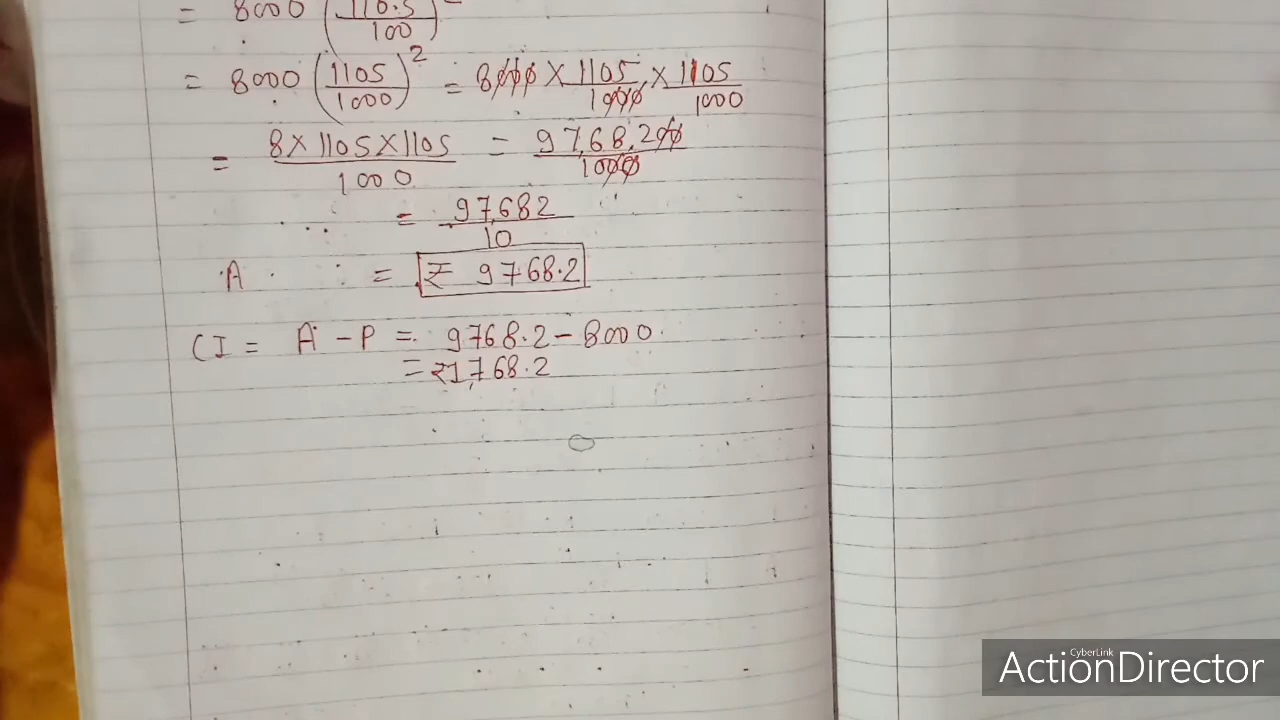 = 8000 (110.5/100)²
= 8000 (1105/1000)² = 8000 × 1105/1000 × 1105/1000
= 8×1105×1105/1000 = 97,68,200/1000
= 97,682/10
A = ₹ 9768.2
CI = A - P = 9768.2 - 8000
= ₹1,768.2
CyberLink
ActionDirector